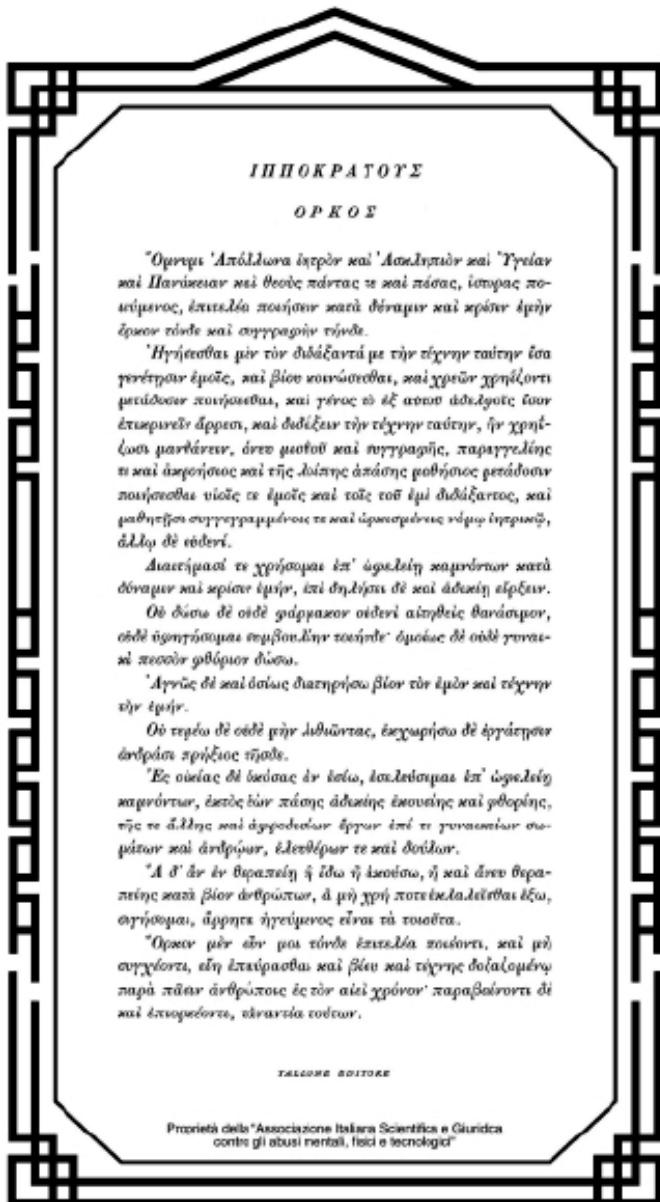 ΙΠΠΟΚΡΑΤΟΥΣ
ΟΡΚΟΣ
Ὄμνυμι Ἀπόλλωνα ἰητρὸν καὶ Ἀσκληπιὸν καὶ Ὑγείαν
καὶ Πανάκειαν καὶ θεοὺς πάντας τε καὶ πάσας, ἵστορας ποι-
εύμενος, ἐπιτελέα ποιήσειν κατὰ δύναμιν καὶ κρίσιν ἐμὴν
ὅρκον τόνδε καὶ συγγραφὴν τήνδε.
Ἡγήσεσθαι μὲν τὸν διδάξαντά με τὴν τέχνην ταύτην ἴσα
γενέτῃσιν ἐμοῖς, καὶ βίου κοινώσεσθαι, καὶ χρεῶν χρηΐζοντι
μετάδοσιν ποιήσεσθαι, καὶ γένος τὸ ἐξ αὐτοῦ ἀδελφοῖς ἴσον
ἐπικρινεῖν ἄρρεσι, καὶ διδάξειν τὴν τέχνην ταύτην, ἢν χρηΐ-
ζωσι μανθάνειν, ἄνευ μισθοῦ καὶ συγγραφῆς, παραγγελίης
τε καὶ ἀκροήσιος καὶ τῆς λοίπης ἁπάσης μαθήσιος μετάδοσιν
ποιήσεσθαι υἱοῖς τε ἐμοῖς καὶ τοῖς τοῦ ἐμὲ διδάξαντος, καὶ
μαθητῇσι συγγεγραμμένοις τε καὶ ὡρκισμένοις νόμῳ ἰητρικῷ,
ἄλλῳ δὲ οὐδενί.
Διαιτήμασί τε χρήσομαι ἐπ' ὠφελείῃ καμνόντων κατὰ
δύναμιν καὶ κρίσιν ἐμήν, ἐπὶ δηλήσει δὲ καὶ ἀδικίῃ εἴρξειν.
Οὐ δώσω δὲ οὐδὲ φάρμακον οὐδενὶ αἰτηθεὶς θανάσιμον,
οὐδὲ ὑφηγήσομαι συμβουλίην τοιήνδε· ὁμοίως δὲ οὐδὲ γυναι-
κὶ πεσσὸν φθόριον δώσω.
Ἁγνῶς δὲ καὶ ὁσίως διατηρήσω βίον τὸν ἐμὸν καὶ τέχνην
τὴν ἐμήν.
Οὐ τεμέω δὲ οὐδὲ μὴν λιθιῶντας, ἐκχωρήσω δὲ ἐργάτῃσιν
ἀνδράσι πρήξιος τῆσδε.
Ἐς οἰκίας δὲ ὁκόσας ἂν ἐσίω, ἐσελεύσομαι ἐπ' ὠφελείῃ
καμνόντων, ἐκτὸς ἐὼν πάσης ἀδικίης ἑκουσίης καὶ φθορίης,
τῆς τε ἄλλης καὶ ἀφροδισίων ἔργων ἐπί τε γυναικείων σω-
μάτων καὶ ἀνδρῴων, ἐλευθέρων τε καὶ δούλων.
Ἃ δ' ἂν ἐν θεραπείῃ ἢ ἴδω ἢ ἀκούσω, ἢ καὶ ἄνευ θερα-
πείης κατὰ βίον ἀνθρώπων, ἃ μὴ χρή ποτε ἐκλαλεῖσθαι ἔξω,
σιγήσομαι, ἄρρητα ἡγεύμενος εἶναι τὰ τοιαῦτα.
Ὅρκον μὲν οὖν μοι τόνδε ἐπιτελέα ποιέοντι, καὶ μὴ
συγχέοντι, εἴη ἐπαύρασθαι καὶ βίου καὶ τέχνης δοξαζομένῳ
παρὰ πᾶσιν ἀνθρώποις ἐς τὸν αἰεὶ χρόνον· παραβαίνοντι δὲ
καὶ ἐπιορκέοντι, τἀναντία τούτων.
TALLONE EDITORE
Proprietà della "Associazione Italiana Scientifica e Giuridica
contro gli abusi mentali, fisici e tecnologici"